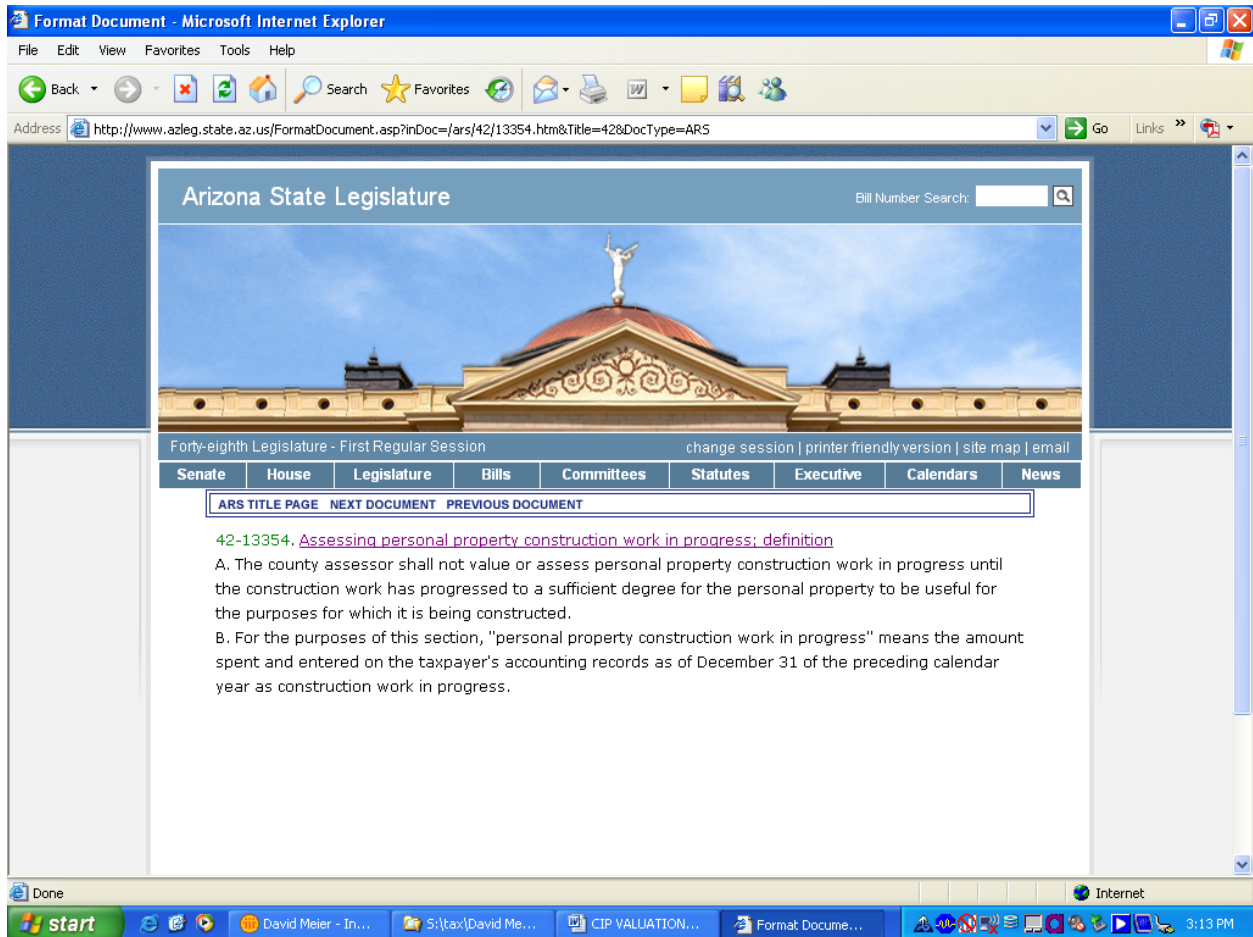 Format Document - Microsoft Internet Explorer
File Edit View Favorites Tools Help
Back Search Favorites
Address http://www.azleg.state.az.us/FormatDocument.asp?inDoc=/ars/42/13354.htm&Title=42&DocType=ARS Go Links »
Arizona State Legislature
Bill Number Search:
Forty-eighth Legislature - First Regular Session
change session | printer friendly version | site map | email
Senate House Legislature Bills Committees Statutes Executive Calendars News
ARS TITLE PAGE NEXT DOCUMENT PREVIOUS DOCUMENT
42-13354. Assessing personal property construction work in progress; definition
A. The county assessor shall not value or assess personal property construction work in progress until
the construction work has progressed to a sufficient degree for the personal property to be useful for
the purposes for which it is being constructed.
B. For the purposes of this section, "personal property construction work in progress" means the amount
spent and entered on the taxpayer's accounting records as of December 31 of the preceding calendar
year as construction work in progress.
Done
Internet
start David Meier - In... S:\tax\David Me... CIP VALUATION... Format Docume... 3:13 PM